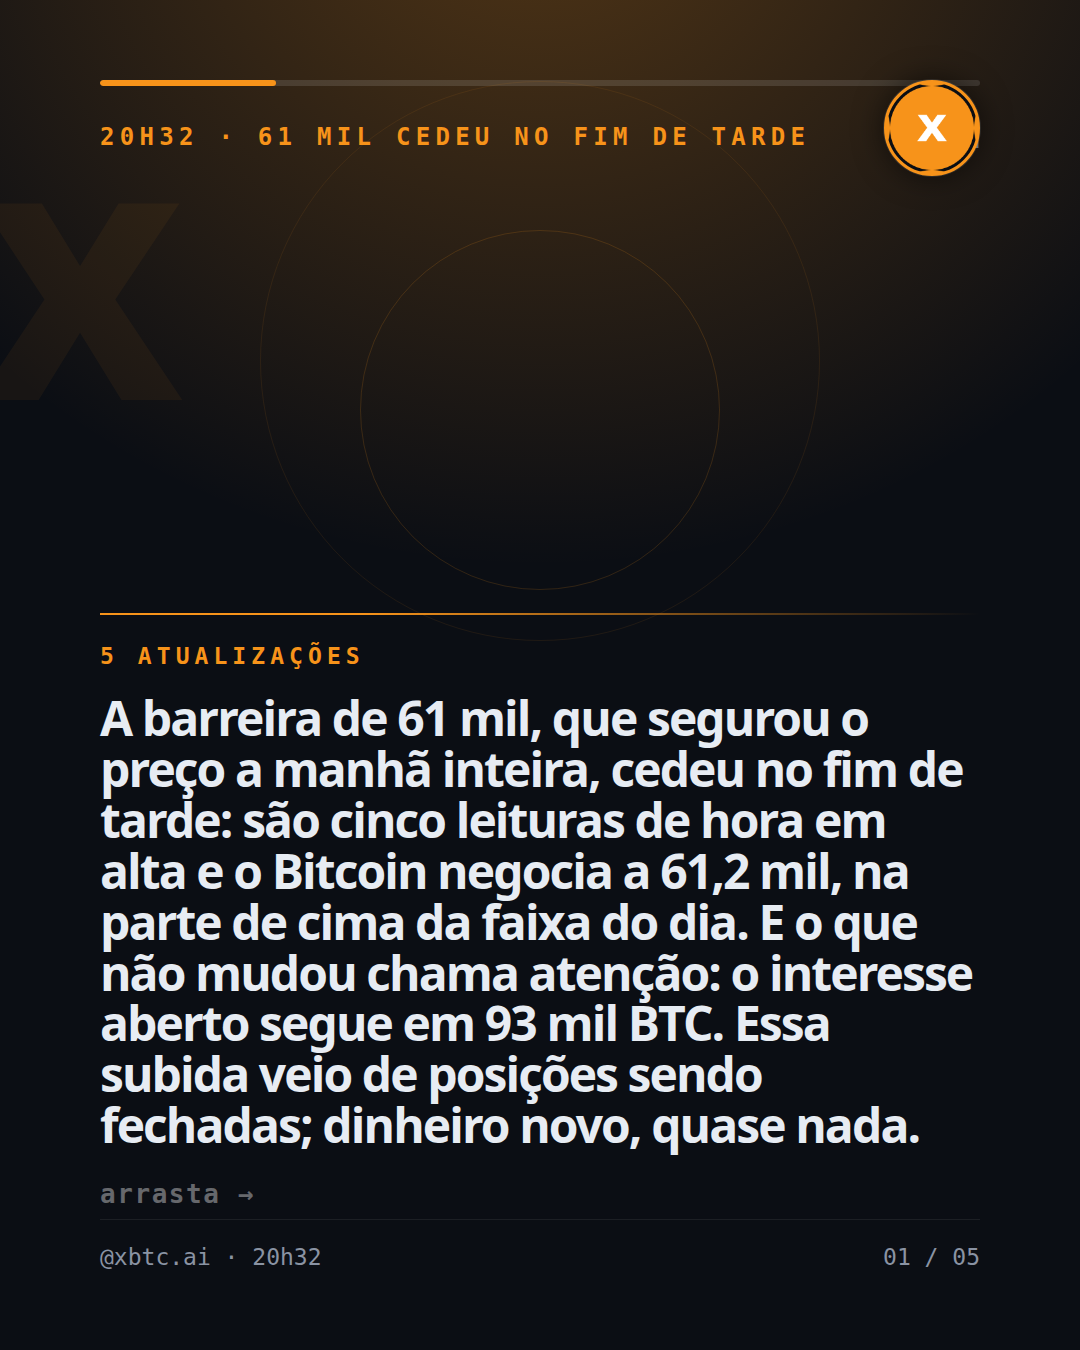 20H32 · 61 MIL CEDEU NO FIM DE TARDE
x
X
5 ATUALIZAÇÕES
A barreira de 61 mil, que segurou o
preço a manhã inteira, cedeu no fim de
tarde: são cinco leituras de hora em
alta e o Bitcoin negocia a 61,2 mil, na
parte de cima da faixa do dia. E o que
não mudou chama atenção: o interesse
aberto segue em 93 mil BTC. Essa
subida veio de posições sendo
fechadas; dinheiro novo, quase nada.
arrasta →
@xbtc.ai · 20h32
01 / 05